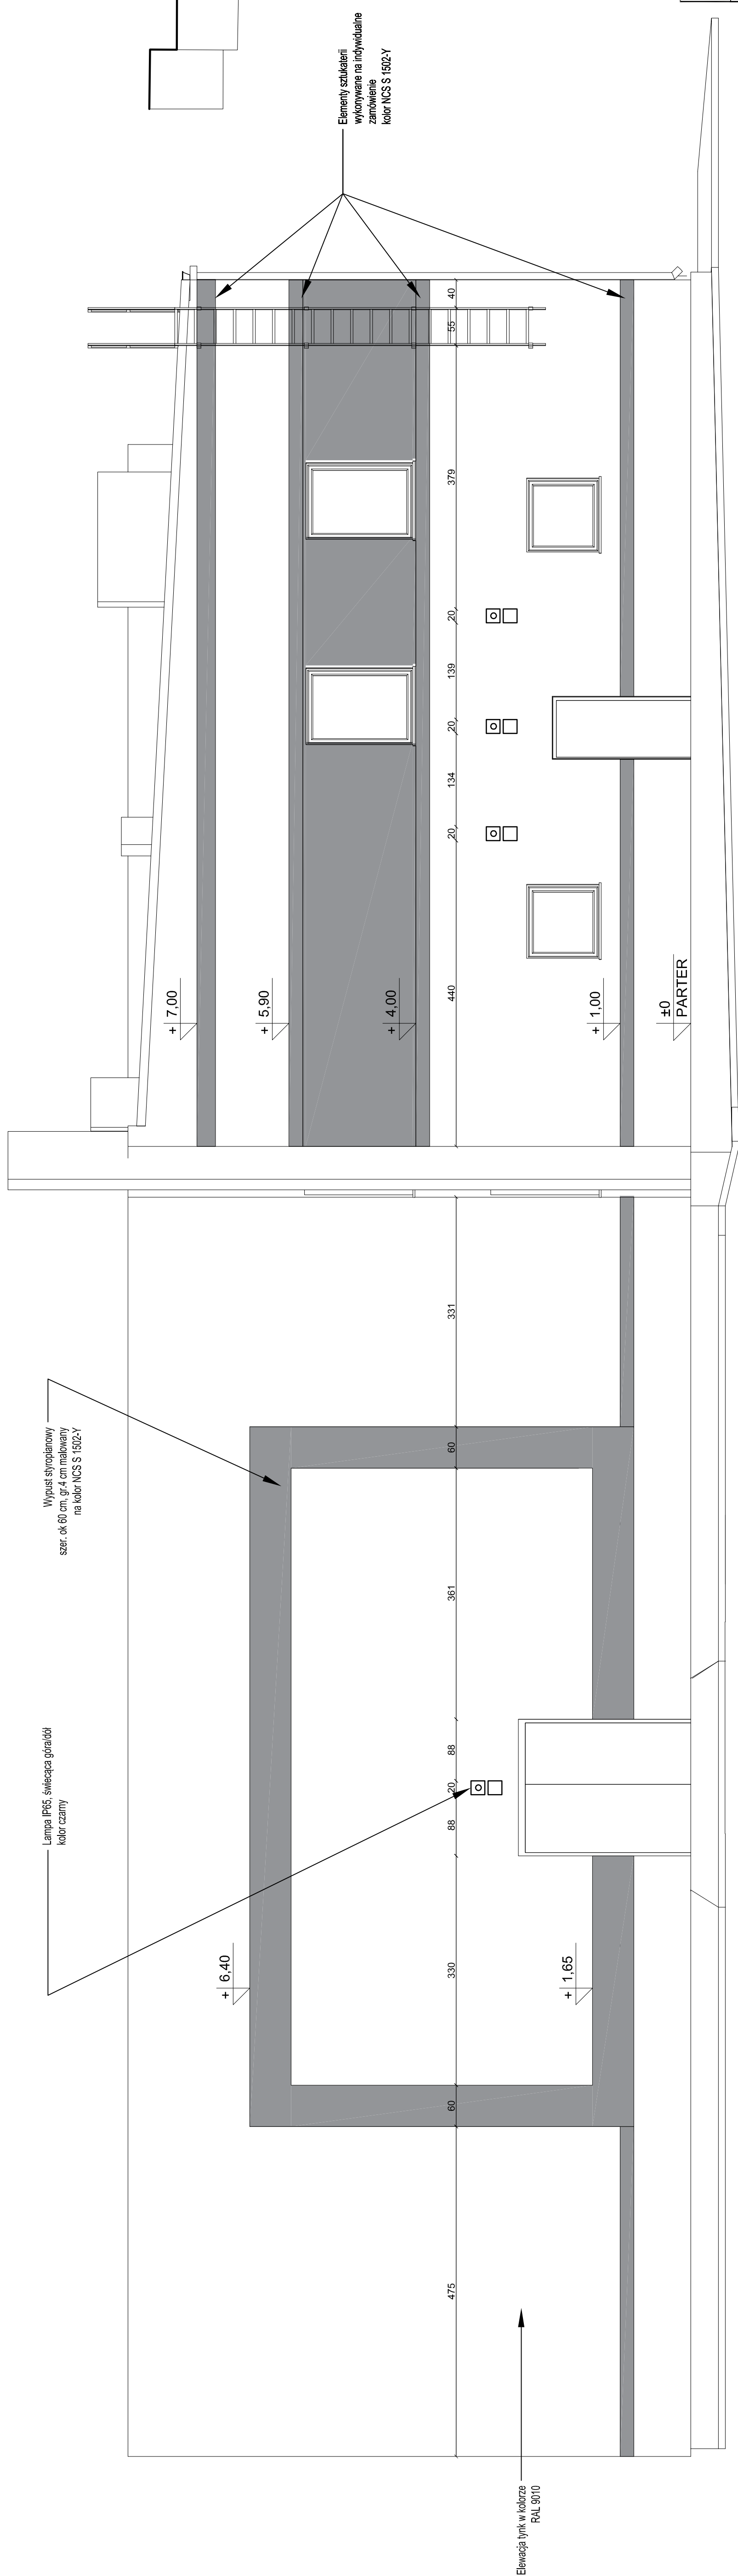 Elementy sztukaterii
wykonywane na indywidualne
zamówienie
kolor NCS S 1502-Y
40
55
379
20
139
20
134
20
440
+ 7,00
+ 5,90
+ 4,00
+ 1,00
±0
PARTER
Wypust styropianowy
szer. ok 60 cm, gr.4 cm malowany
na kolor NCS S 1502-Y
331
60
361
88
20
88
330
60
475
Lampa IP65, świecąca góra/dół
kolor czarny
+ 6,40
+ 1,65
Elewacja tynk w kolorze
RAL 9010